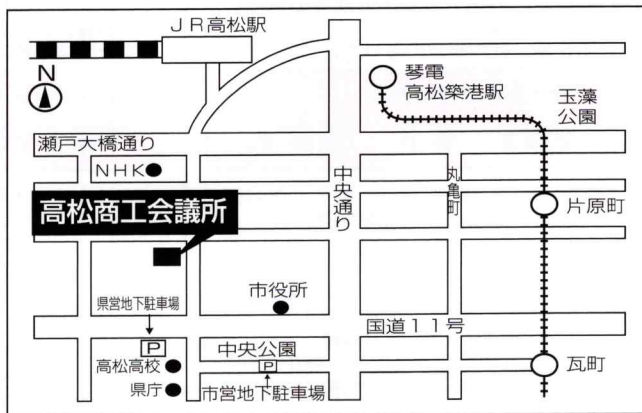 JR高松駅
N
琴電
高松築港駅
玉藻
公園
瀬戸大橋通り
NHK
中央通り
丸亀町
高松商工会議所
片原町
県営地下駐車場
市役所
国道11号
P
中央公園
高松高校
P
瓦町
県庁
市営地下駐車場